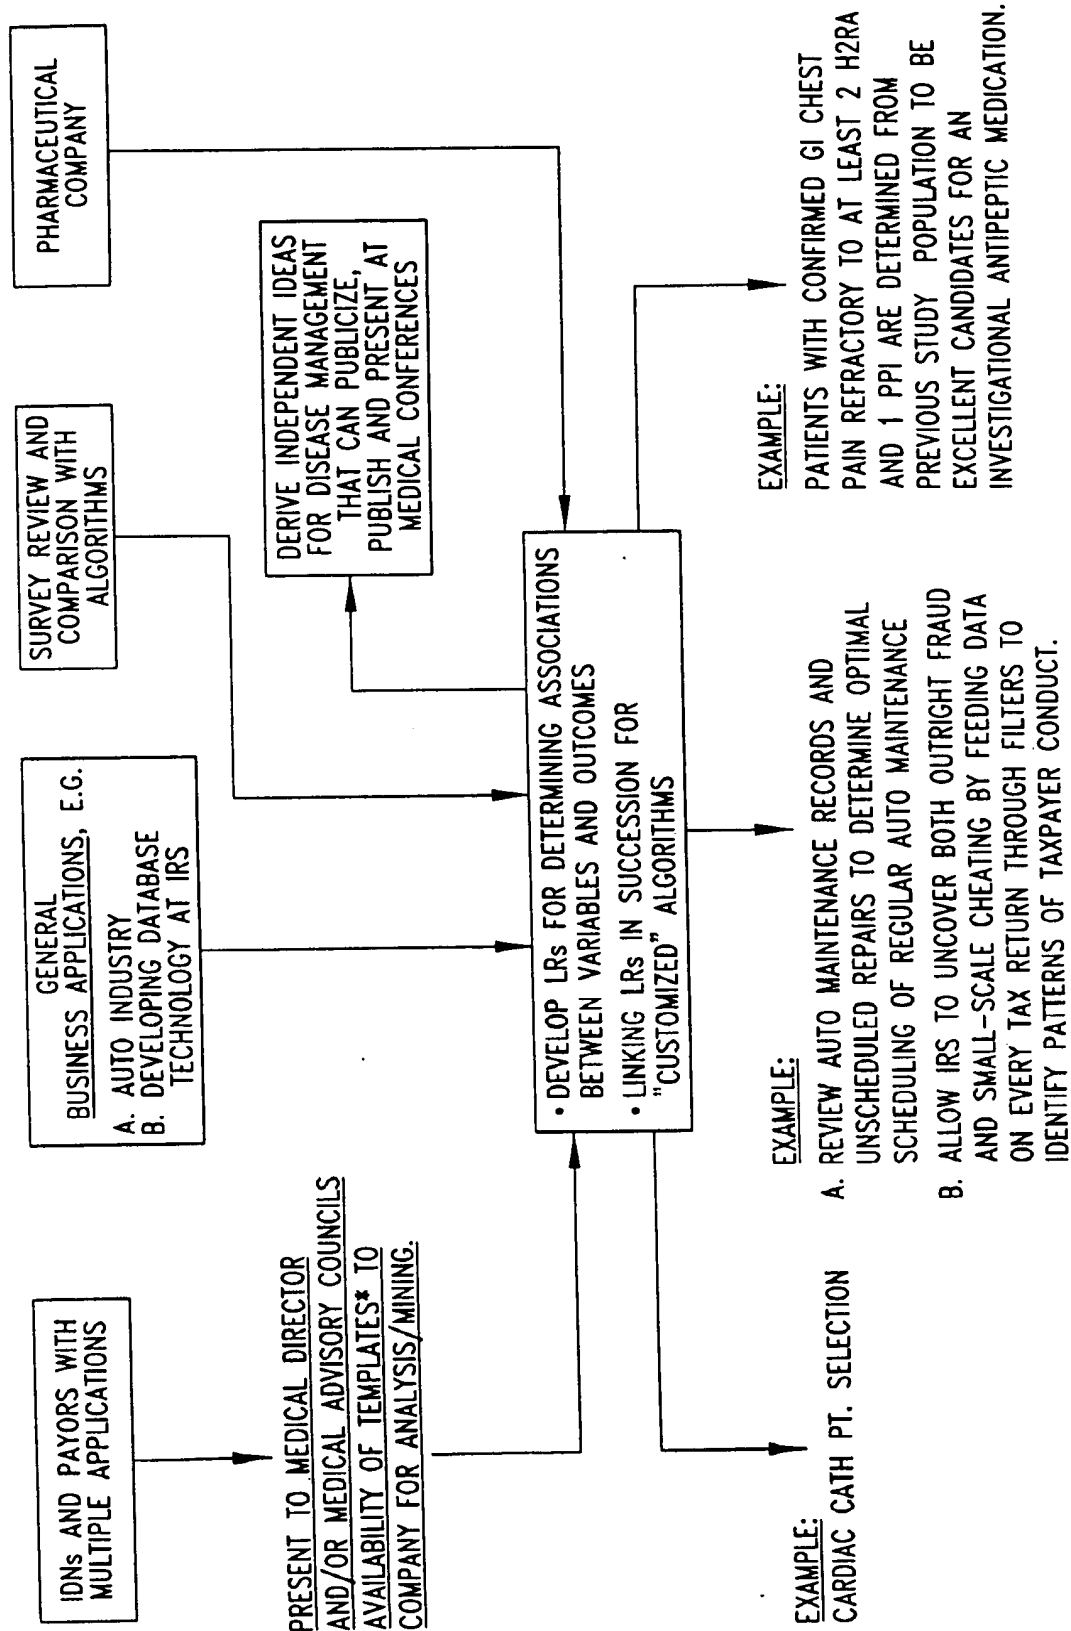 IDNs AND PAYORS WITH
MULTIPLE APPLICATIONS
PRESENT TO MEDICAL DIRECTOR
AND/OR MEDICAL ADVISORY COUNCILS
AVAILABILITY OF TEMPLATES* TO
COMPANY FOR ANALYSIS/MINING.
GENERAL
BUSINESS APPLICATIONS, E.G.
A. AUTO INDUSTRY
B. DEVELOPING DATABASE
TECHNOLOGY AT IRS
SURVEY REVIEW AND
COMPARISON WITH
ALGORITHMS
PHARMACEUTICAL
COMPANY
DERIVE INDEPENDENT IDEAS
FOR DISEASE MANAGEMENT
THAT CAN PUBLICIZE,
PUBLISH AND PRESENT AT
MEDICAL CONFERENCES
• DEVELOP LRs FOR DETERMINING ASSOCIATIONS
BETWEEN VARIABLES AND OUTCOMES
• LINKING LRs IN SUCCESSION FOR
"CUSTOMIZED" ALGORITHMS
EXAMPLE:
CARDIAC CATH PT. SELECTION
EXAMPLE:
A. REVIEW AUTO MAINTENANCE RECORDS AND
UNSCHEDULED REPAIRS TO DETERMINE OPTIMAL
SCHEDULING OF REGULAR AUTO MAINTENANCE
B. ALLOW IRS TO UNCOVER BOTH OUTRIGHT FRAUD
AND SMALL-SCALE CHEATING BY FEEDING DATA
ON EVERY TAX RETURN THROUGH FILTERS TO
IDENTIFY PATTERNS OF TAXPAYER CONDUCT.
EXAMPLE:
PATIENTS WITH CONFIRMED GI CHEST
PAIN REFRACTORY TO AT LEAST 2 H2RA
AND 1 PPI ARE DETERMINED FROM
PREVIOUS STUDY POPULATION TO BE
EXCELLENT CANDIDATES FOR AN
INVESTIGATIONAL ANTIPEPTIC MEDICATION.